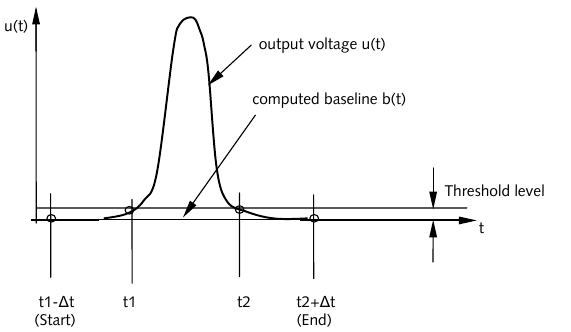 u(t)
output voltage u(t)
computed baseline b(t)
Threshold level
t
t1-Δt
(Start)
t1
t2
t2+Δt
(End)